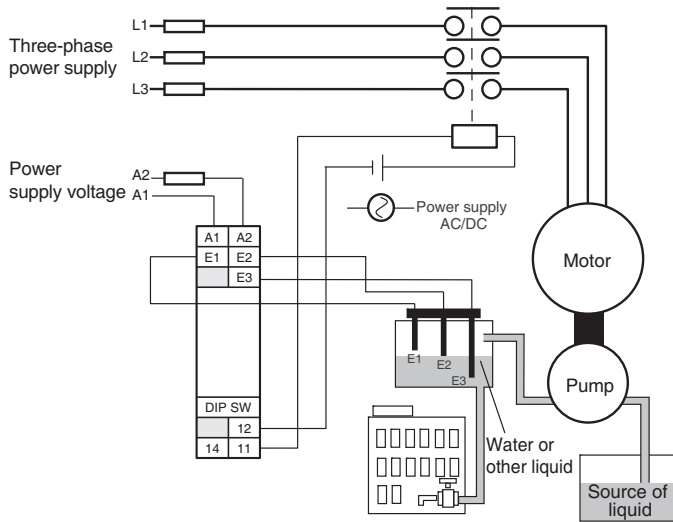 L1
Three-phase
power supply
L2
L3
Power
supply voltage
A2
A1
Power supply
AC/DC
A1 A2
E1 E2
E3
DIP SW
12
14 11
E1
E2
E3
Motor
Pump
Water or
other liquid
Source of
liquid